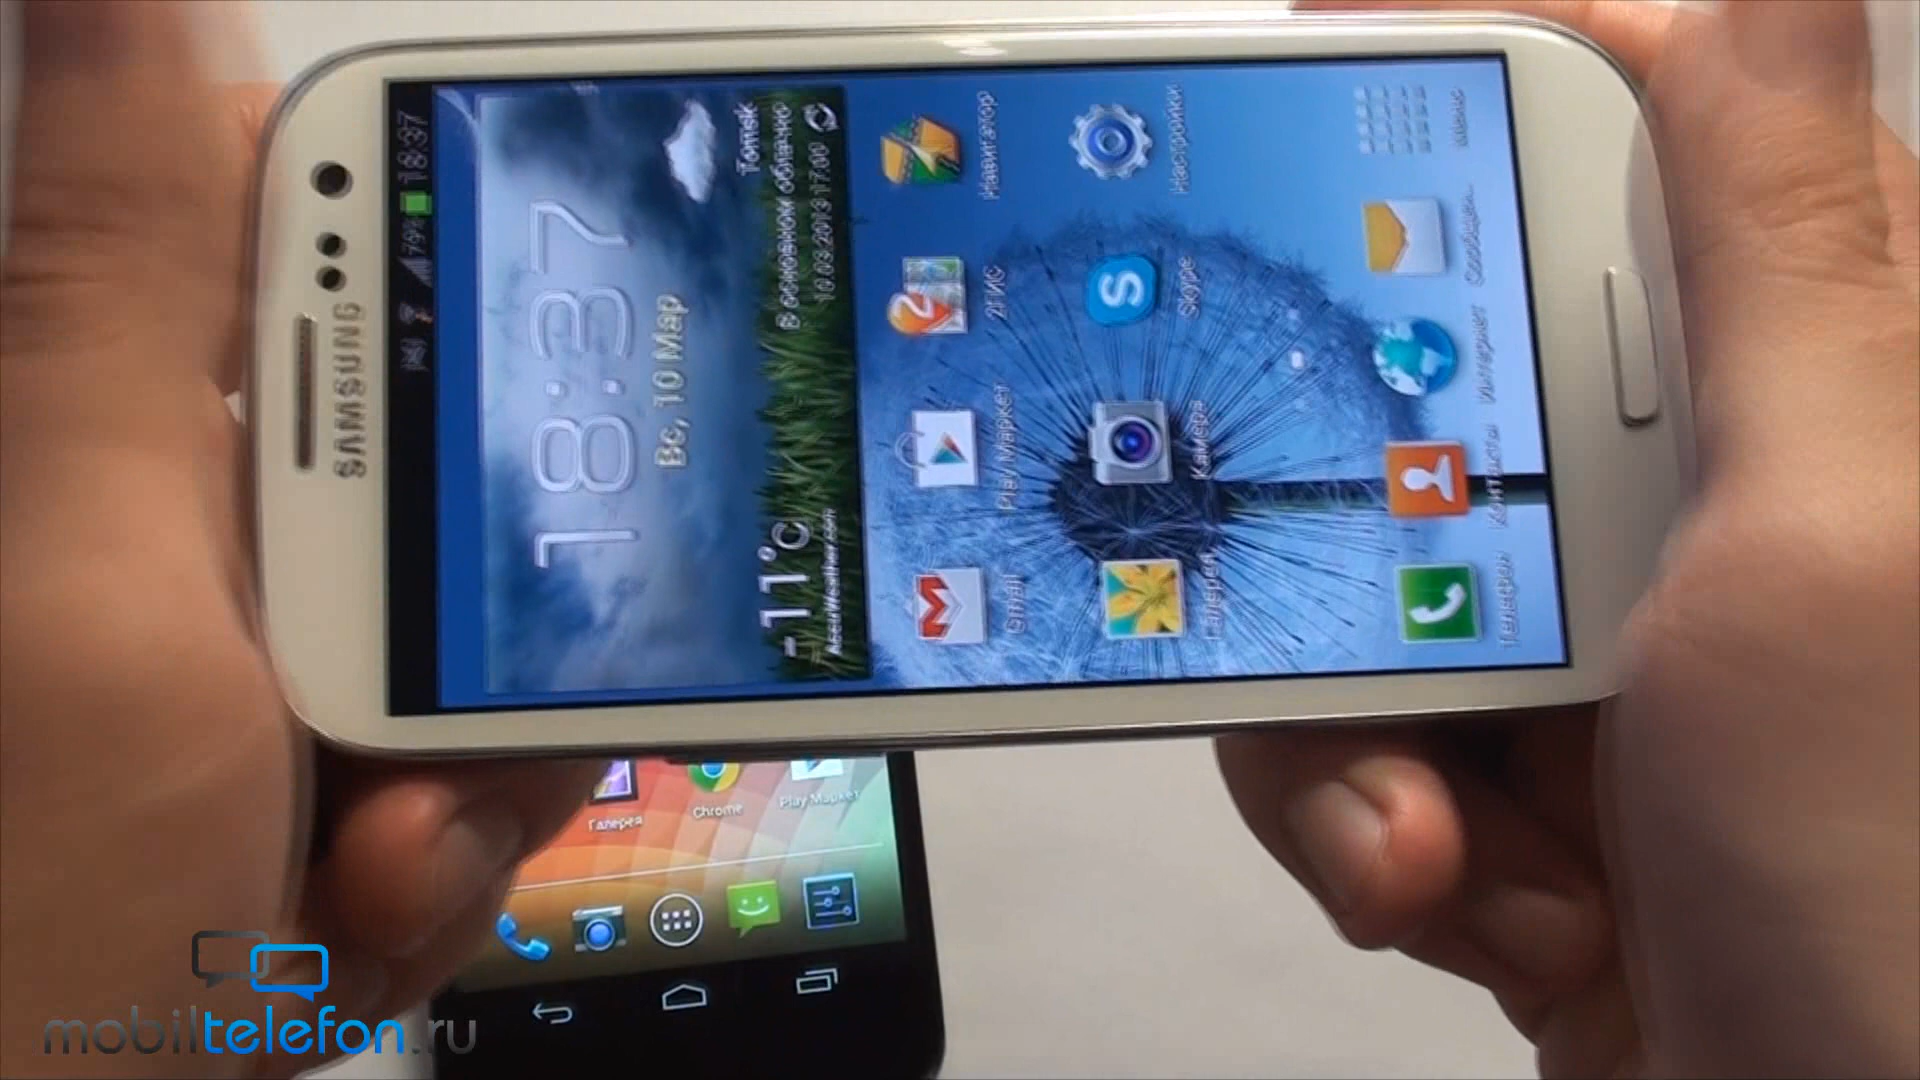 SAMSUNG
79% 18:37
18:37
Вс, 10 Мар
Tomsk
-11°C В основном облачно
AccuWeather.com 10.03.2013 17:00
Gmail Play Маркет 2ГИС Навигатор
Галерея Камера Skype Настройки
Телефон Контакты Интернет Сообщен... Меню
Галерея Chrome Play Маркет
mobiltelefon.ru